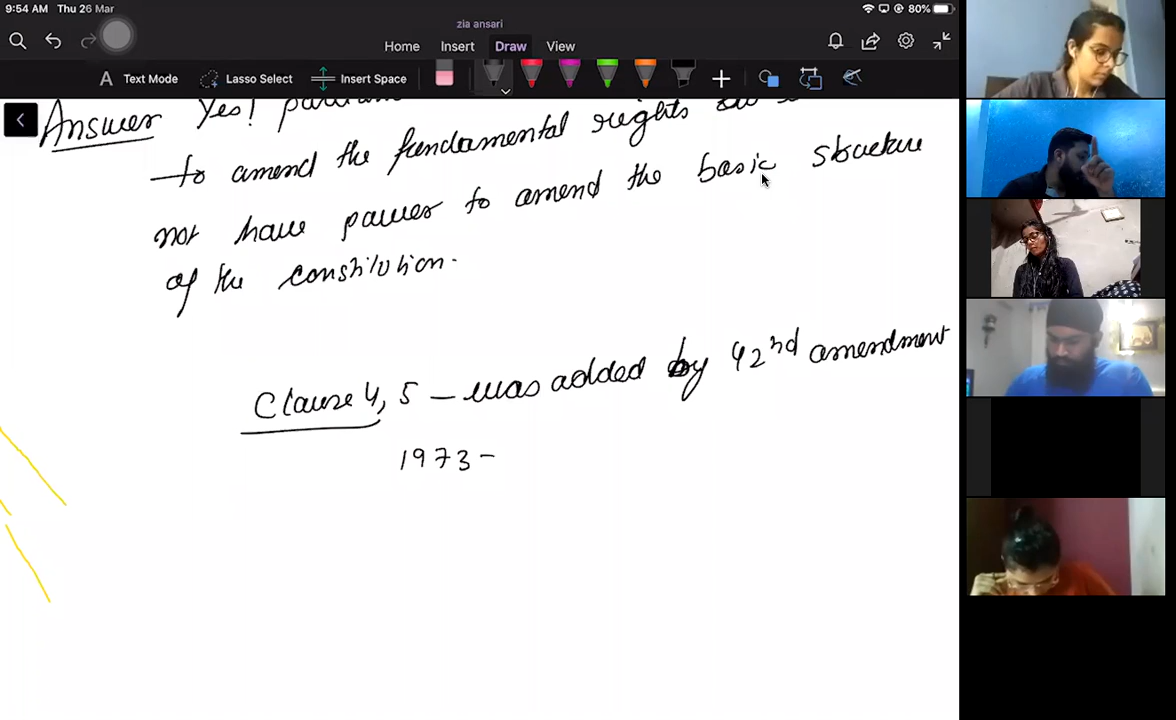 9:54 AM Thu 26 Mar
80%
zia ansari
Home Insert Draw View
A Text Mode Lasso Select Insert Space
Answer Yes!
to amend the fundamental rights
not have power to amend the basic structure
of the constitution.
Clause 4, 5 – was added by 42nd amendment
1973 –